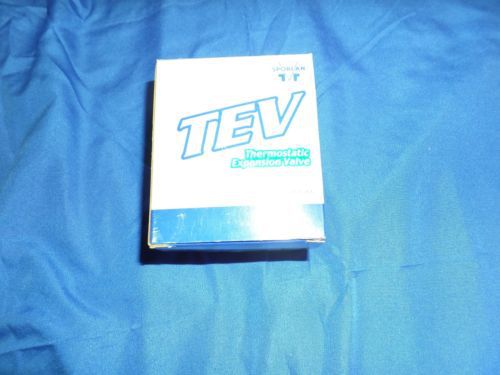 SPORLAN
TEV
Thermostatic
Expansion Valve